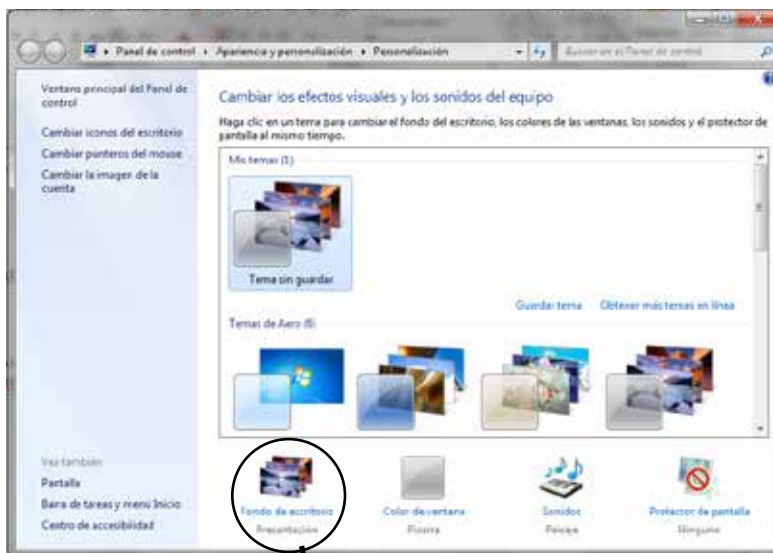 Panel de control ▸ Apariencia y personalización ▸ Personalización
Buscar en el Panel de control
Ventana principal del Panel de
control
Cambiar iconos del escritorio
Cambiar punteros del mouse
Cambiar la imagen de la
cuenta
Cambiar los efectos visuales y los sonidos del equipo
Haga clic en un tema para cambiar el fondo del escritorio, los colores de las ventanas, los sonidos y el protector de
pantalla al mismo tiempo.
Mis temas (1)
Tema sin guardar
Guardar tema Obtener más temas en línea
Temas de Aero (6)
Vea también
Pantalla
Barra de tareas y menú Inicio
Centro de accesibilidad
Fondo de escritorio
Presentación
Color de ventana
Pizarra
Sonidos
Paisaje
Protector de pantalla
Ninguno